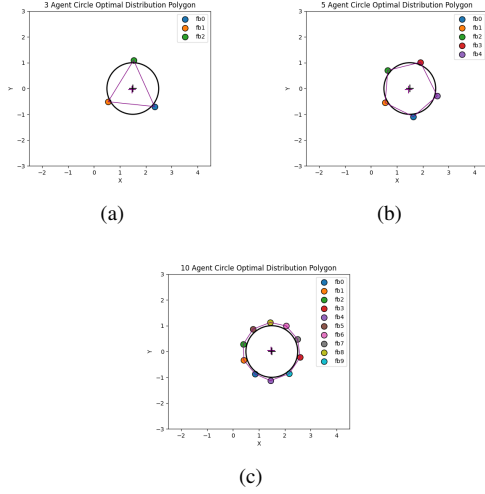 3 Agent Circle Optimal Distribution Polygon
3
2
1
0
−1
−2
−3
Y
−2 −1 0 1 2 3 4
X
fb0
fb1
fb2
(a)
5 Agent Circle Optimal Distribution Polygon
3
2
1
0
−1
−2
−3
Y
−2 −1 0 1 2 3 4
X
fb0
fb1
fb2
fb3
fb4
(b)
10 Agent Circle Optimal Distribution Polygon
3
2
1
0
−1
−2
−3
Y
−2 −1 0 1 2 3 4
X
fb0
fb1
fb2
fb3
fb4
fb5
fb6
fb7
fb8
fb9
(c)